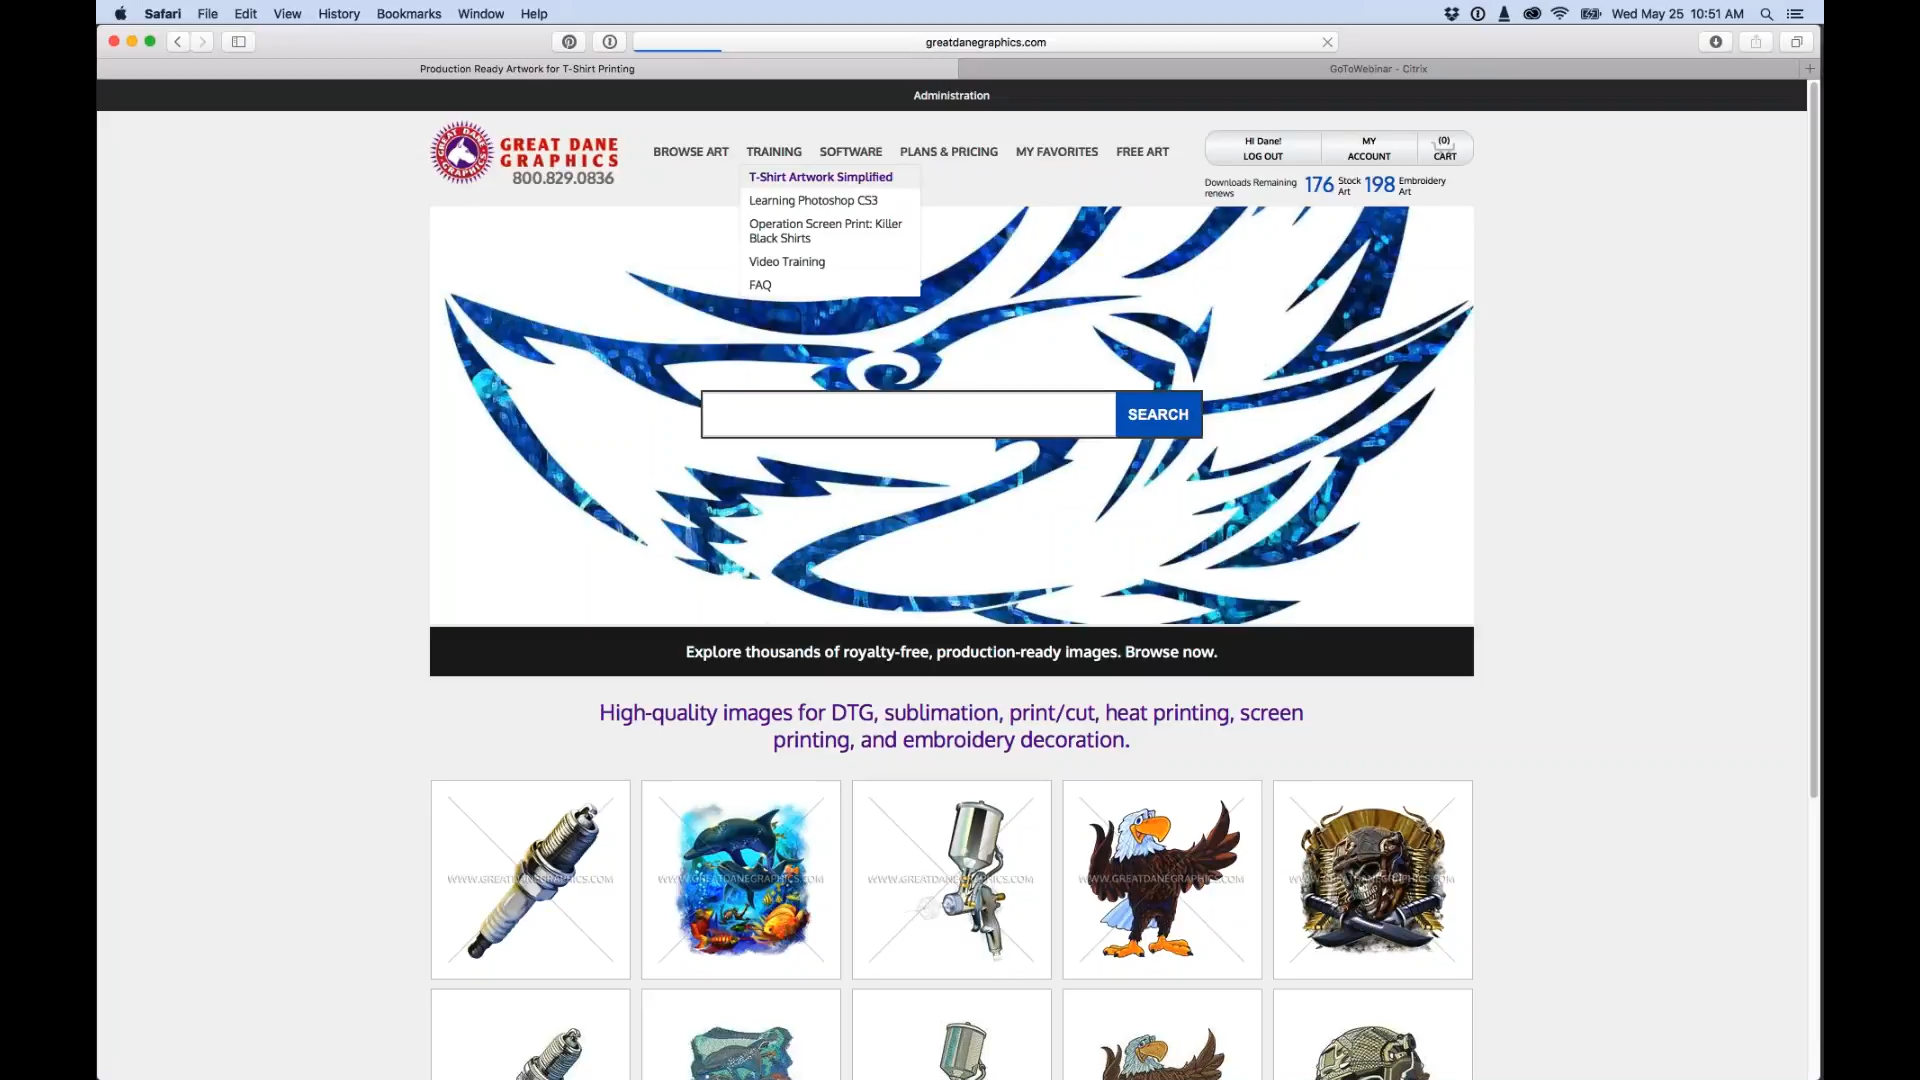 Safari File Edit View History Bookmarks Window Help
Wed May 25 10:51 AM
greatdanegraphics.com
Production Ready Artwork for T-Shirt Printing
GoToWebinar - Citrix
Administration
GREAT DANE
GRAPHICS
800.829.0836
BROWSE ART TRAINING SOFTWARE PLANS & PRICING MY FAVORITES FREE ART
HI Dane!
LOG OUT
MY
ACCOUNT
(0)
CART
Downloads Remaining
renews
176 Stock
Art
198 Embroidery
Art
T-Shirt Artwork Simplified
Learning Photoshop CS3
Operation Screen Print: Killer
Black Shirts
Video Training
FAQ
SEARCH
Explore thousands of royalty-free, production-ready images. Browse now.
High-quality images for DTG, sublimation, print/cut, heat printing, screen
printing, and embroidery decoration.
WWW.GREATDANEGRAPHICS.COM
WWW.GREATDANEGRAPHICS.COM
WWW.GREATDANEGRAPHICS.COM
WWW.GREATDANEGRAPHICS.COM
WWW.GREATDANEGRAPHICS.COM